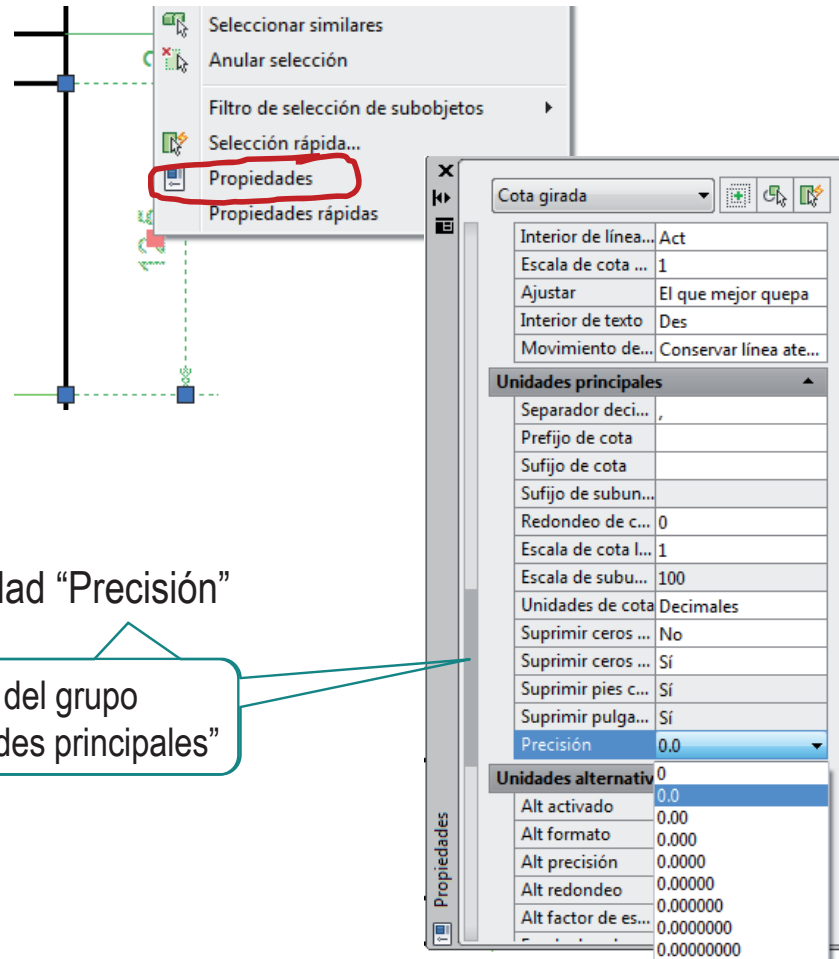 Seleccionar similares
Anular selección
Filtro de selección de subobjetos
Selección rápida...
Propiedades
Propiedades rápidas
Cota girada
Interior de línea... Act
Escala de cota ... 1
Ajustar El que mejor quepa
Interior de texto Des
Movimiento de... Conservar línea ate...
Unidades principales
Separador deci... ,
Prefijo de cota
Sufijo de cota
Sufijo de subun...
Redondeo de c... 0
Escala de cota l... 1
Escala de subu... 100
Unidades de cota Decimales
Suprimir ceros ... No
Suprimir ceros ... Sí
Suprimir pies c... Sí
Suprimir pulga... Sí
Precisión 0.0
Unidades alternativ
Alt activado
Alt formato
Alt precisión
Alt redondeo
Alt factor de es...
0
0.0
0.00
0.000
0.0000
0.00000
0.000000
0.0000000
0.00000000
Propiedades
dad “Precisión”
del grupo
des principales”